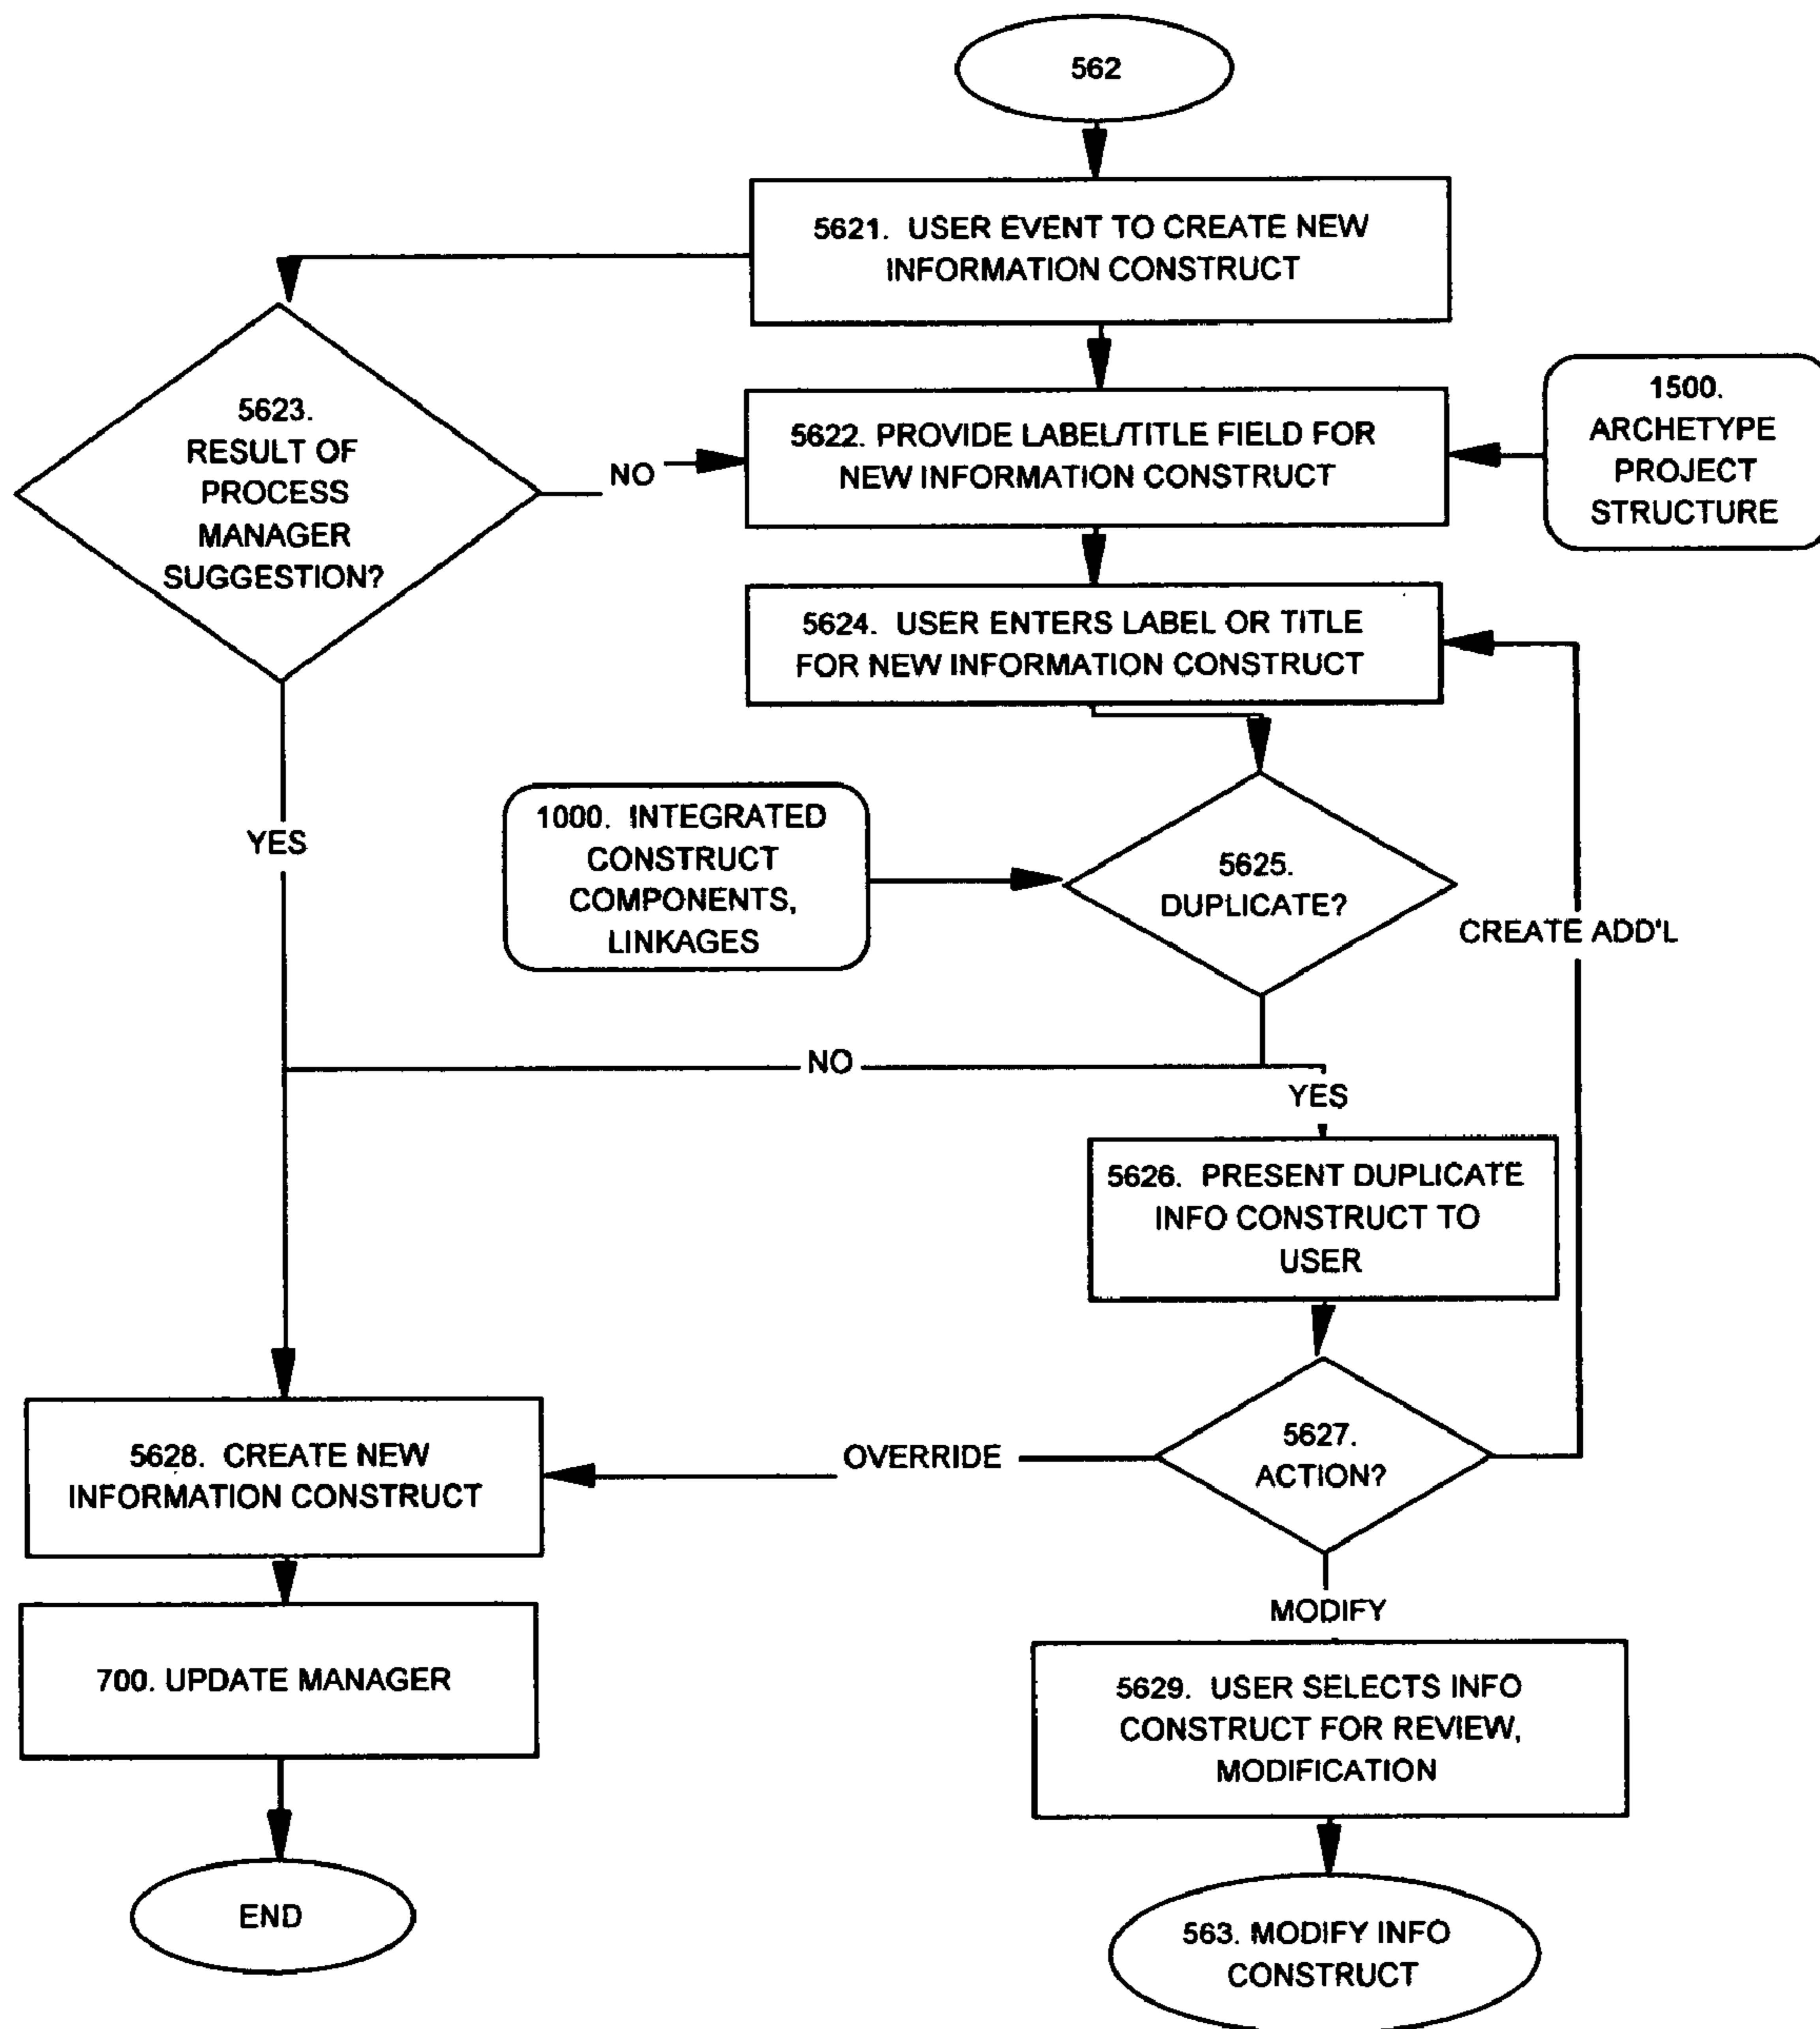 562
5621. USER EVENT TO CREATE NEW
INFORMATION CONSTRUCT
5623.
RESULT OF
PROCESS
MANAGER
SUGGESTION?
NO
5622. PROVIDE LABEL/TITLE FIELD FOR
NEW INFORMATION CONSTRUCT
1500.
ARCHETYPE
PROJECT
STRUCTURE
5624. USER ENTERS LABEL OR TITLE
FOR NEW INFORMATION CONSTRUCT
YES
1000. INTEGRATED
CONSTRUCT
COMPONENTS,
LINKAGES
5625.
DUPLICATE?
CREATE ADD'L
NO
YES
5626. PRESENT DUPLICATE
INFO CONSTRUCT TO
USER
5628. CREATE NEW
INFORMATION CONSTRUCT
OVERRIDE
5627.
ACTION?
MODIFY
700. UPDATE MANAGER
5629. USER SELECTS INFO
CONSTRUCT FOR REVIEW,
MODIFICATION
END
563. MODIFY INFO
CONSTRUCT